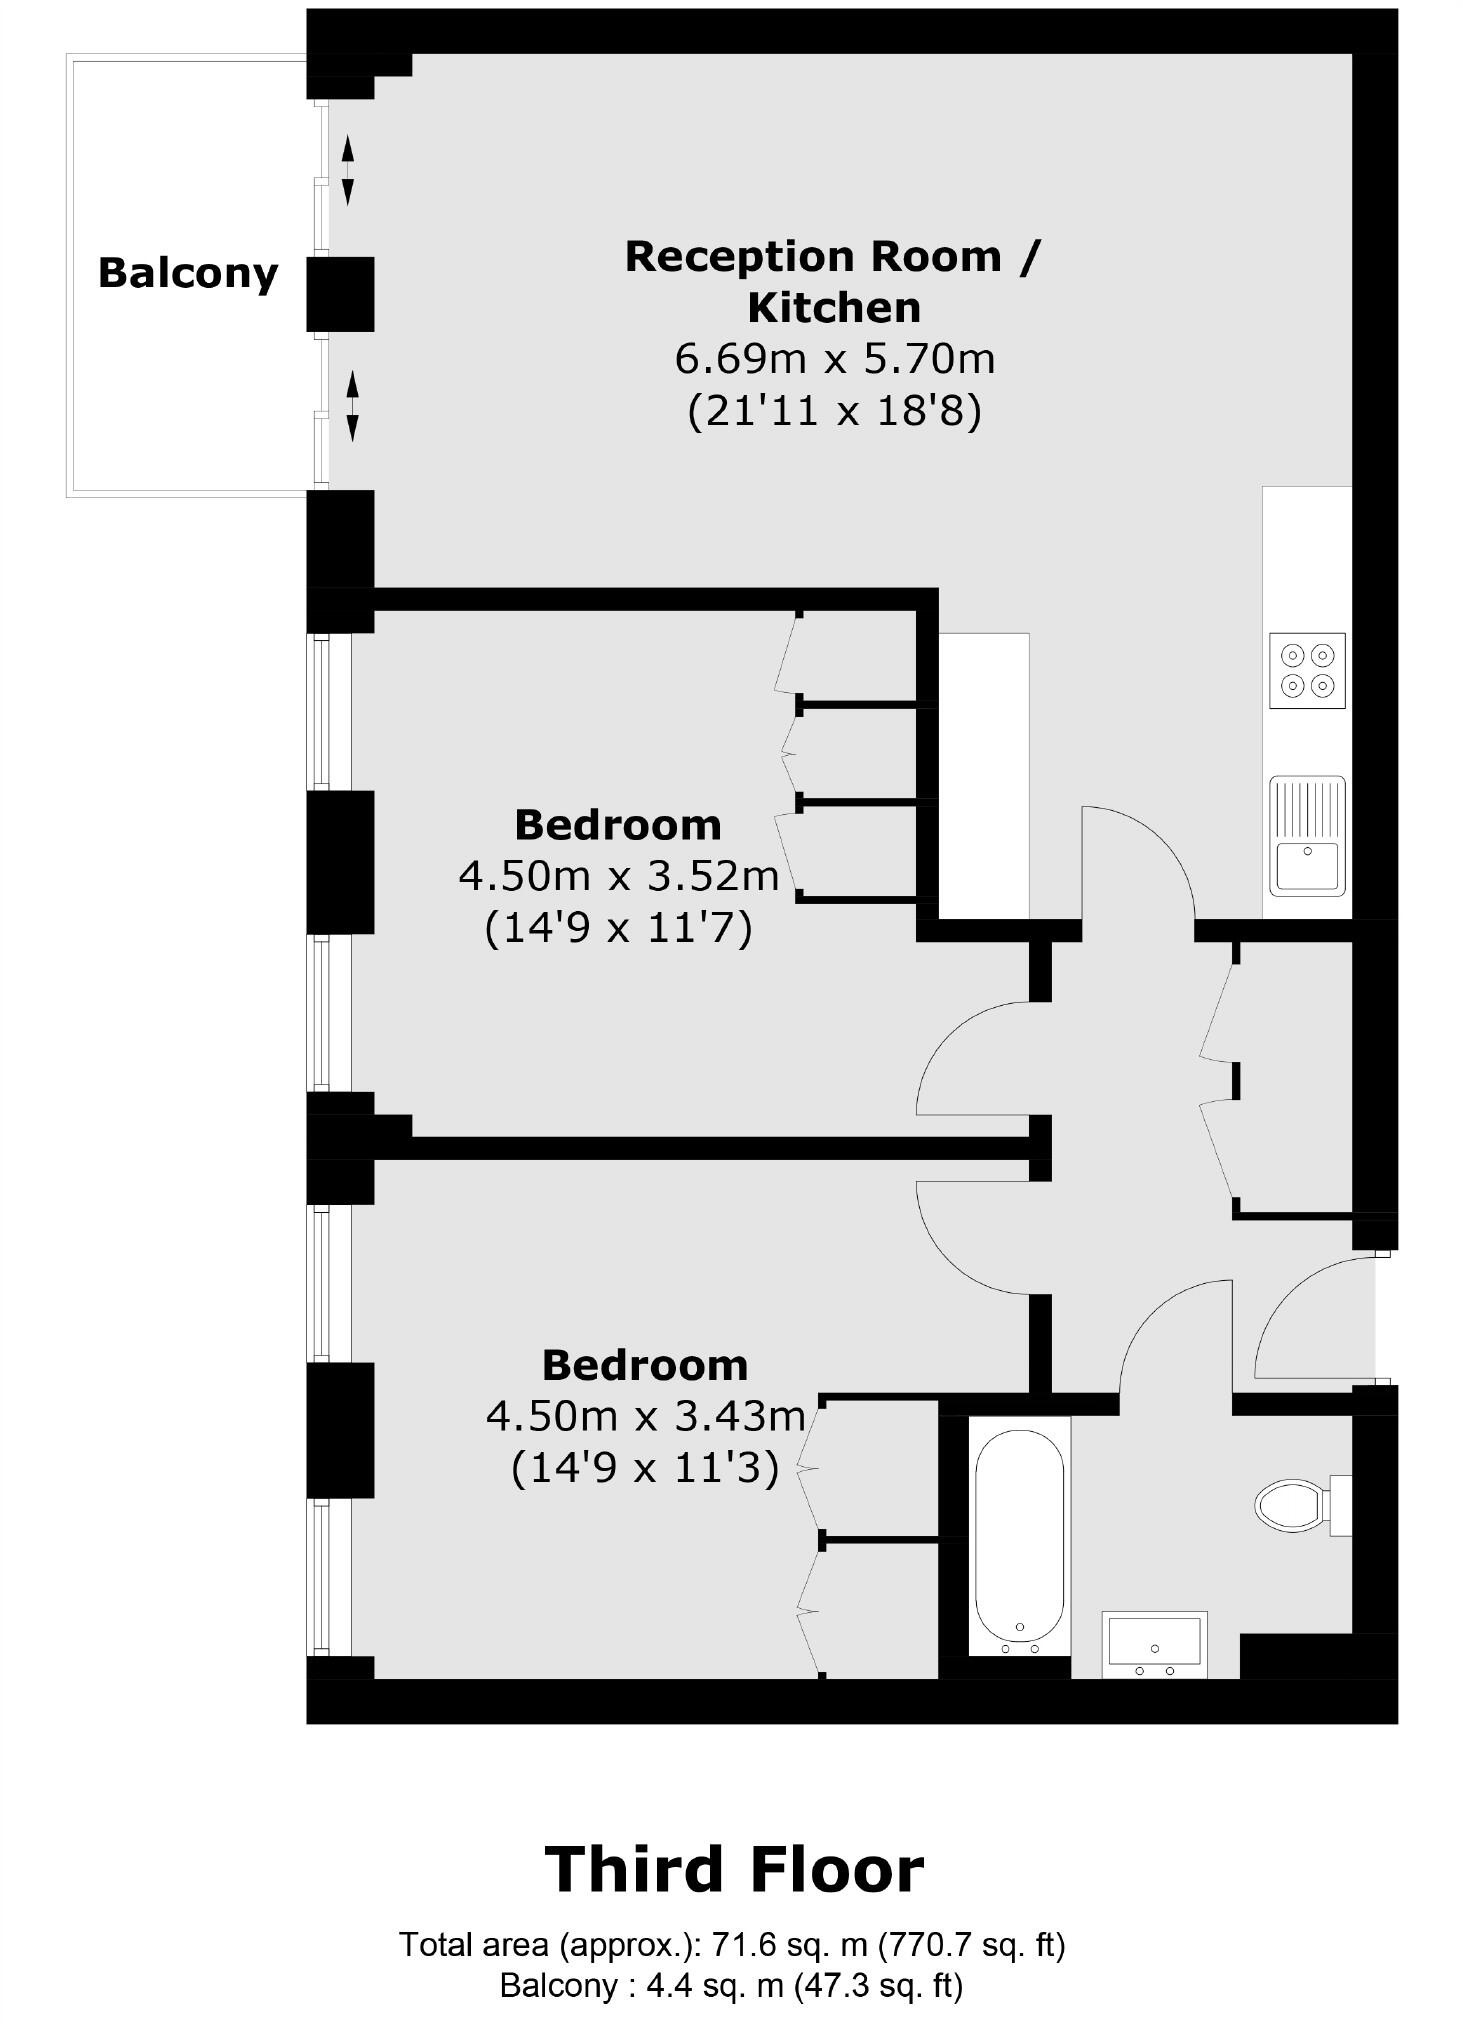 Balcony
Reception Room /
Kitchen
6.69m x 5.70m
(21'11 x 18'8)
Bedroom
4.50m x 3.52m
(14'9 x 11'7)
Bedroom
4.50m x 3.43m
(14'9 x 11'3)
Third Floor
Total area (approx.): 71.6 sq. m (770.7 sq. ft)
Balcony : 4.4 sq. m (47.3 sq. ft)